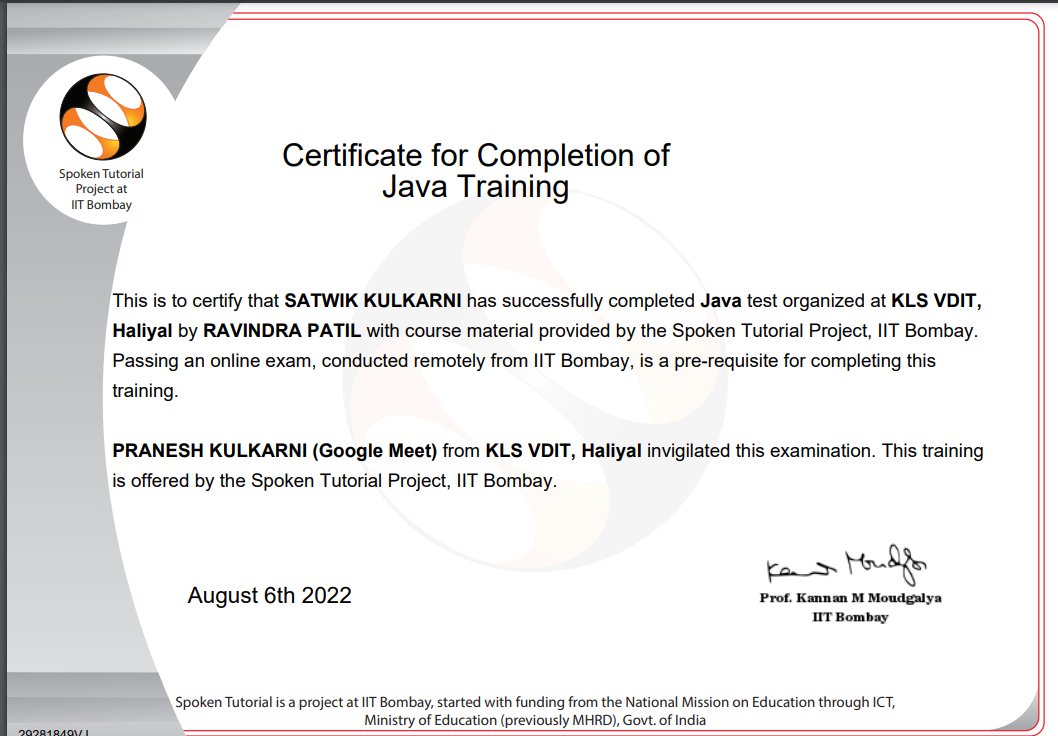 Spoken Tutorial
Project at
IIT Bombay
Certificate for Completion of
Java Training
This is to certify that SATWIK KULKARNI has successfully completed Java test organized at KLS VDIT,
Haliyal by RAVINDRA PATIL with course material provided by the Spoken Tutorial Project, IIT Bombay.
Passing an online exam, conducted remotely from IIT Bombay, is a pre-requisite for completing this
training.
PRANESH KULKARNI (Google Meet) from KLS VDIT, Haliyal invigilated this examination. This training
is offered by the Spoken Tutorial Project, IIT Bombay.
August 6th 2022
Kannan Moudgalya
Prof. Kannan M Moudgalya
IIT Bombay
Spoken Tutorial is a project at IIT Bombay, started with funding from the National Mission on Education through ICT,
Ministry of Education (previously MHRD), Govt. of India